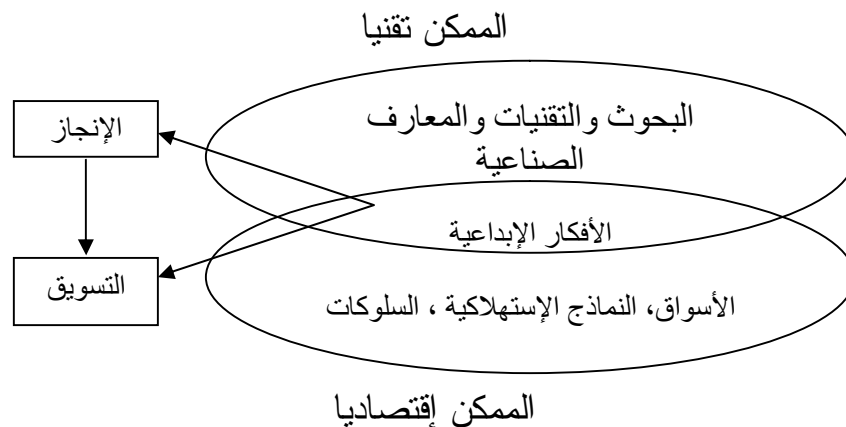 الممكن تقنيا
البحوث والتقنيات والمعارف
الصناعية
الإنجاز
الأفكار الإبداعية
التسويق
الأسواق، النماذج الإستهلاكية ، السلوكات
الممكن إقتصاديا